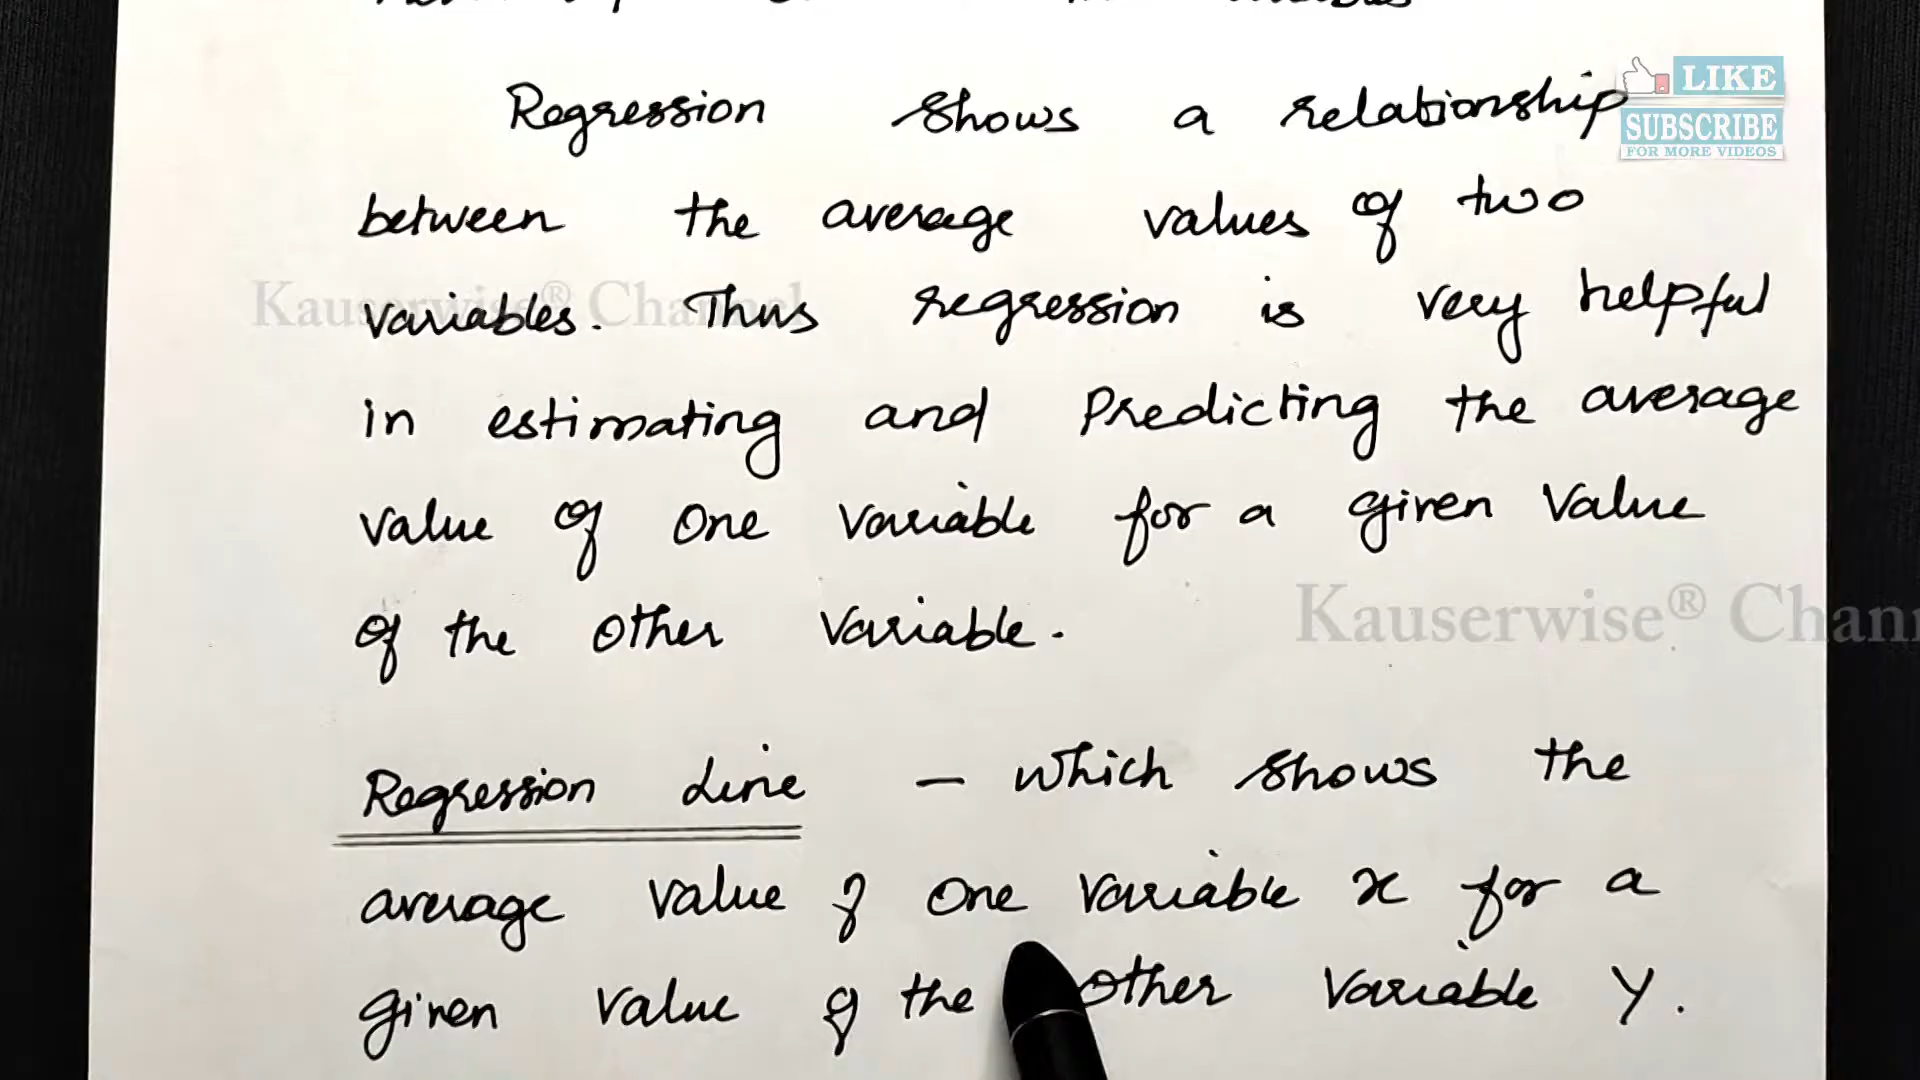 Regression shows a relationship
between the average values of two
variables. Thus regression is very helpful
in estimating and Predicting the average
value of one variable for a given value
of the other variable.
Regression Line – which shows the
average value of one variable x for a
given value of the other variable Y.
LIKE
SUBSCRIBE
FOR MORE VIDEOS
Kauserwise® Channel
Kauserwise® Chan